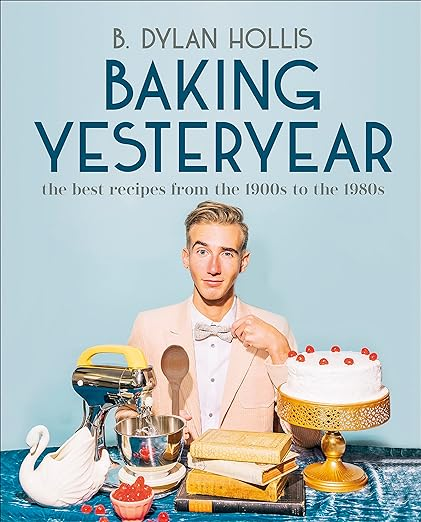 B. DYLAN HOLLIS
BAKING
YESTERYEAR
the best recipes from the 1900s to the 1980s